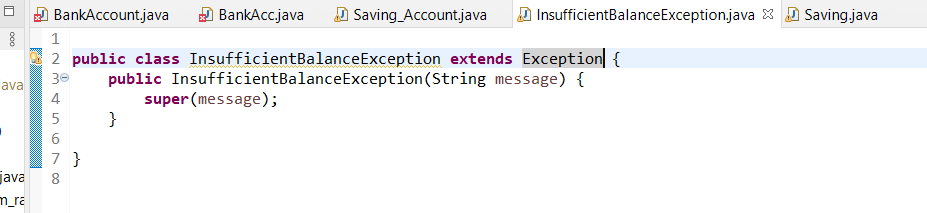 BankAccount.java BankAcc.java Saving_Account.java InsufficientBalanceException.java Saving.java
1
2 public class InsufficientBalanceException extends Exception {
java 3 public InsufficientBalanceException(String message) {
4 super(message);
5 }
6
7 }
java 8
m_ra